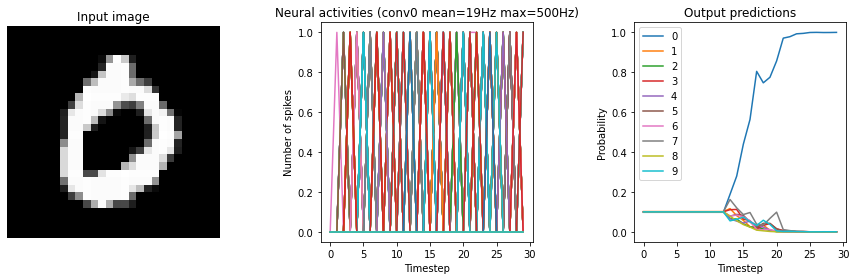 Input image
Neural activities (conv0 mean=19Hz max=500Hz)
Output predictions
Number of spikes
1.0
0.8
0.6
0.4
0.2
0.0
0 5 10 15 20 25 30
Timestep
Probability
1.0
0.8
0.6
0.4
0.2
0.0
0
1
2
3
4
5
6
7
8
9
0 5 10 15 20 25 30
Timestep